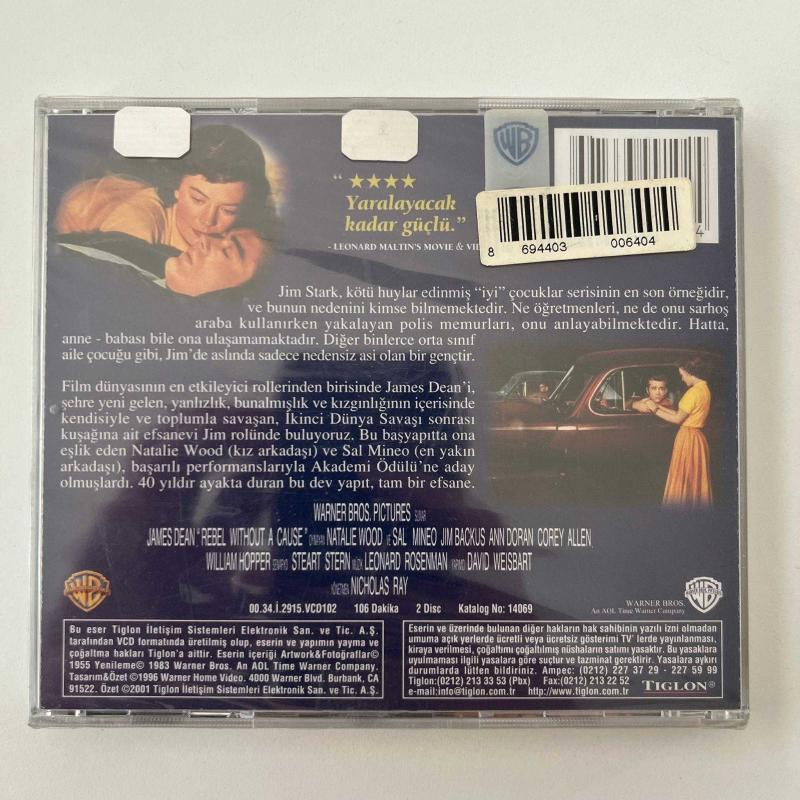 “ ★★★★
Yaralayacak
kadar güçlü.”
- LEONARD MALTIN'S MOVIE &
WB
4
8 694403 006404
Jim Stark, kötü huylar edinmiş “iyi” çocuklar serisinin en son örneğidir,
ve bunun nedenini kimse bilmemektedir. Ne öğretmenleri, ne de onu sarhoş
araba kullanırken yakalayan polis memurları, onu anlayabilmektedir. Hatta,
anne - babası bile ona ulaşamamaktadır. Diğer binlerce orta sınıf
aile çocuğu gibi, Jim'de aslında sadece nedensiz asi olan bir gençtir.
Film dünyasının en etkileyici rollerinden birisinde James Dean'i,
şehre yeni gelen, yanlızlık, bunalmışlık ve kızgınlığının içerisinde
kendisiyle ve toplumla savaşan, İkinci Dünya Savaşı sonrası
kuşağına ait efsanevi Jim rolünde buluyoruz. Bu başyapıtta ona
eşlik eden Natalie Wood (kız arkadaşı) ve Sal Mineo (en yakın
arkadaşı), başarılı performanslarıyla Akademi Ödülü'ne aday
olmuşlardı. 40 yıldır ayakta duran bu dev yapıt, tam bir efsane.
WARNER BROS. PICTURES SUNAR
JAMES DEAN “REBEL WITHOUT A CAUSE” OYNAYAN NATALIE WOOD VE SAL MINEO JIM BACKUS ANN DORAN COREY ALLEN
WILLIAM HOPPER SENARYO STEART STERN MÜZİK LEONARD ROSENMAN YAPIMCI DAVID WEISBART
YÖNETMEN NICHOLAS RAY
00.34.İ.2915.VCD102 106 Dakika 2 Disc Katalog No: 14069
WB
WARNER BROS.
An AOL Time Warner Company
WB
Bu eser Tiglon İletişim Sistemleri Elektronik San. ve Tic. A.Ş.
tarafından VCD formatında üretilmiş olup, eserin ve yapımın yayma ve
çoğaltma hakları Tiglon'a aittir. Eserin içeriği Artwork&Fotoğraflar©
1955 Yenileme© 1983 Warner Bros. An AOL Time Warner Company.
Tasarım&Özet ©1996 Warner Home Video. 4000 Warner Blvd. Burbank, CA
91522. Özet ©2001 Tiglon İletişim Sistemleri Elektronik San. ve Tic. A.Ş.
Eserin ve üzerinde bulunan diğer hakların hak sahibinin yazılı izni olmadan
umuma açık yerlerde ücretli veya ücretsiz gösterimi TV' lerde yayınlanması,
kiraya verilmesi, çoğaltımı çoğaltılmış nüshaların satımı yasaktır. Bu yasaklara
uyulmaması ilgili yasalara göre suçtur ve tazminat gerektirir. Yasalara aykırı
durumlarda lütfen bildiriniz. Ampec: (0212) 227 37 29 - 227 59 99
Tiglon:(0212) 213 33 53 (Pbx) Fax:(0212) 213 22 52
e-mail:info@tiglon.com.tr http://www.tiglon.com.tr TIGLON®